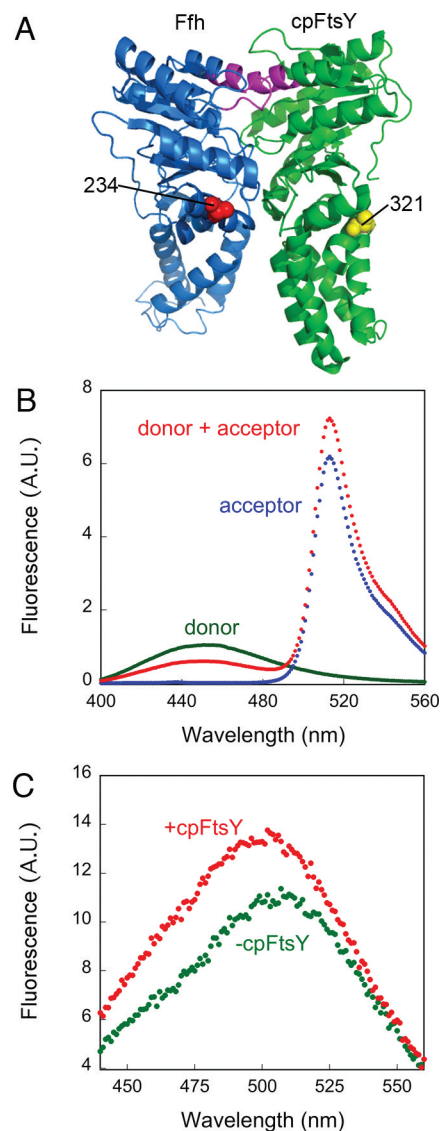 A
Ffh
cpFtsY
234
321
B
8
6
4
2
0
donor + acceptor
acceptor
donor
Fluorescence (A.U.)
400
440
480
520
560
Wavelength (nm)
C
16
14
12
10
8
6
4
+cpFtsY
-cpFtsY
Fluorescence (A.U.)
450
475
500
525
550
Wavelength (nm)